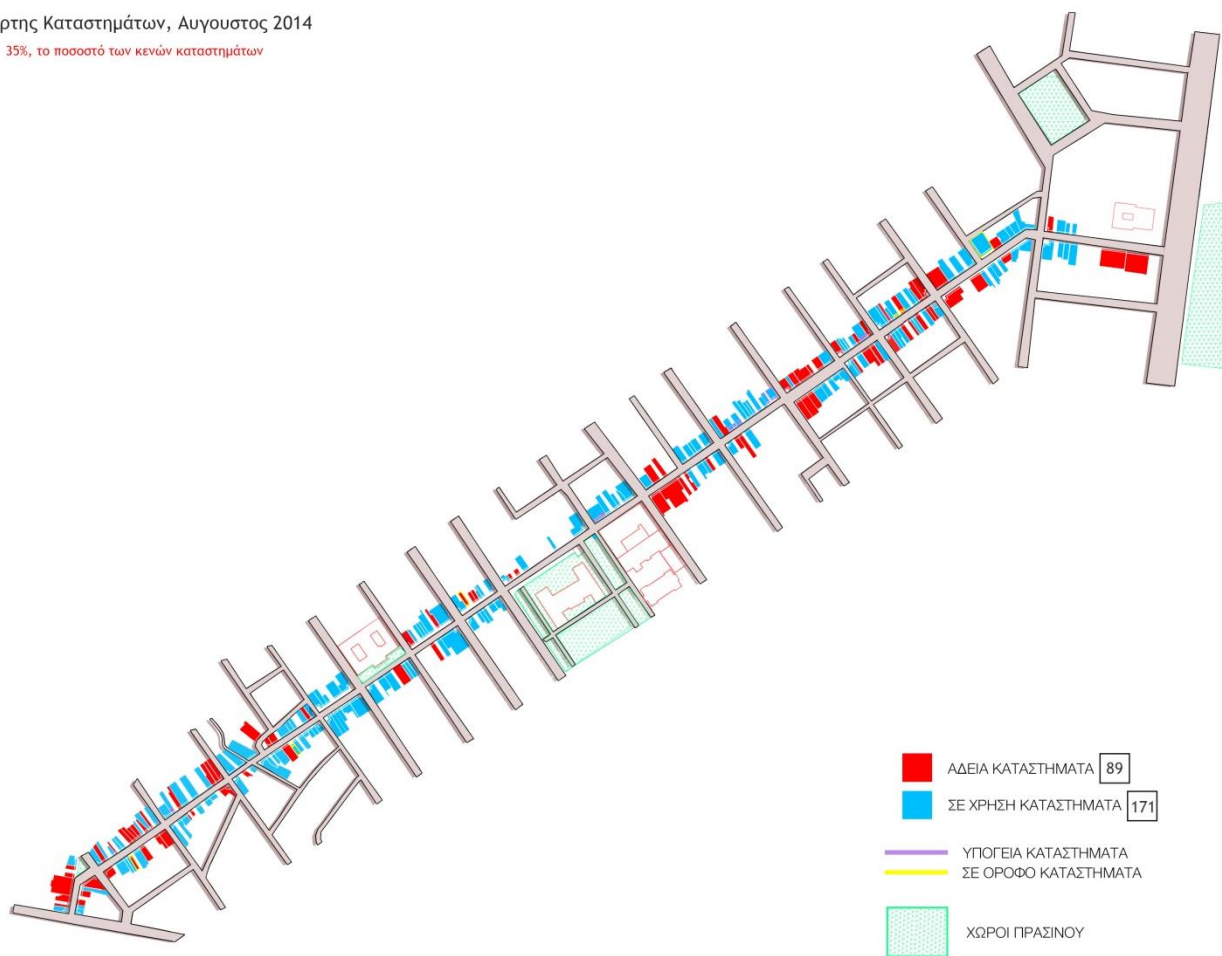 ρτης Καταστημάτων, Αυγουστος 2014
35%, το ποσοστό των κενών καταστημάτων
ΑΔΕΙΑ ΚΑΤΑΣΤΗΜΑΤΑ 89
ΣΕ ΧΡΗΣΗ ΚΑΤΑΣΤΗΜΑΤΑ 171
ΥΠΟΓΕΙΑ ΚΑΤΑΣΤΗΜΑΤΑ
ΣΕ ΟΡΟΦΟ ΚΑΤΑΣΤΗΜΑΤΑ
ΧΩΡΟΙ ΠΡΑΣΙΝΟΥ